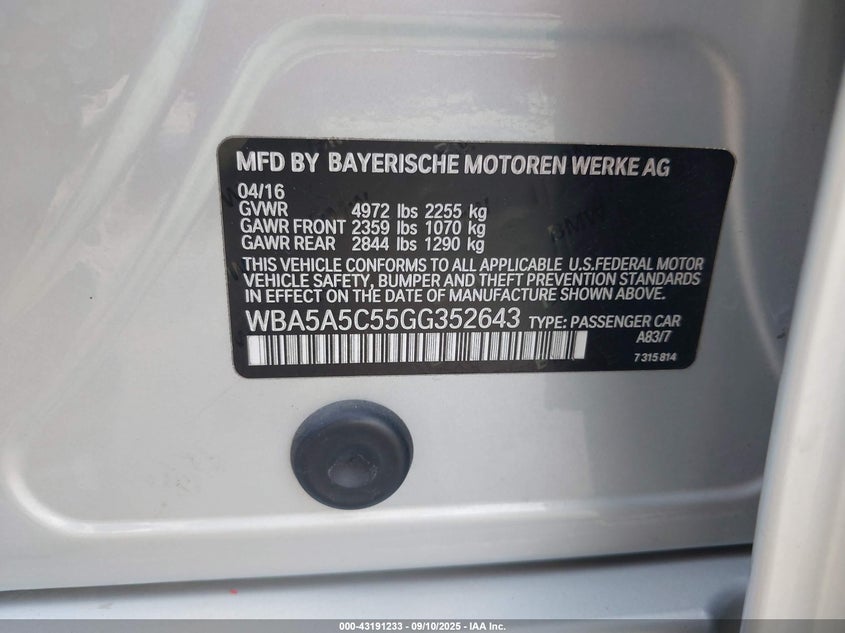 MFD BY BAYERISCHE MOTOREN WERKE AG
04/16
GVWR 4972 lbs 2255 kg
GAWR FRONT 2359 lbs 1070 kg
GAWR REAR 2844 lbs 1290 kg
THIS VEHICLE CONFORMS TO ALL APPLICABLE U.S.FEDERAL MOTOR
VEHICLE SAFETY, BUMPER AND THEFT PREVENTION STANDARDS
IN EFFECT ON THE DATE OF MANUFACTURE SHOWN ABOVE.
WBA5A5C55GG352643 TYPE: PASSENGER CAR
A83/7
7 315 814
000-43191233 - 09/10/2025 - IAA Inc.